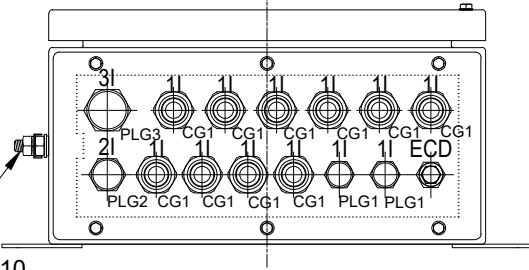 3I 1I 1I 1I 1I 1I 1I
PLG3 CG1 CG1 CG1 CG1 CG1 CG1
2I 1I 1I 1I 1I 1I 1I ECD
PLG2 CG1 CG1 CG1 CG1 PLG1 PLG1
10